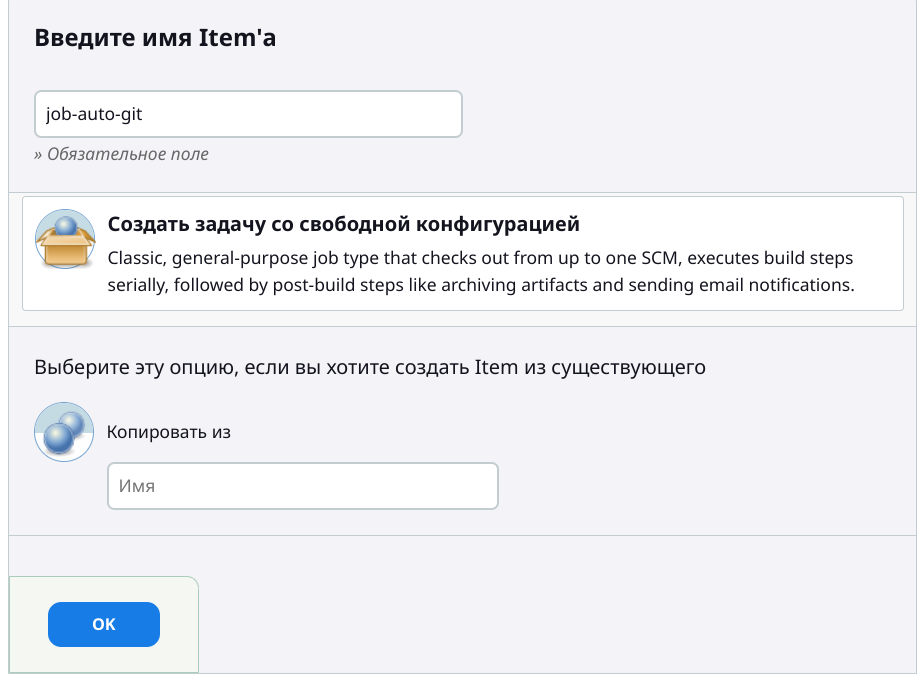 Введите имя Item'а
job-auto-git
» Обязательное поле
Создать задачу со свободной конфигурацией
Classic, general-purpose job type that checks out from up to one SCM, executes build steps
serially, followed by post-build steps like archiving artifacts and sending email notifications.
Выберите эту опцию, если вы хотите создать Item из существующего
Копировать из
Имя
OK